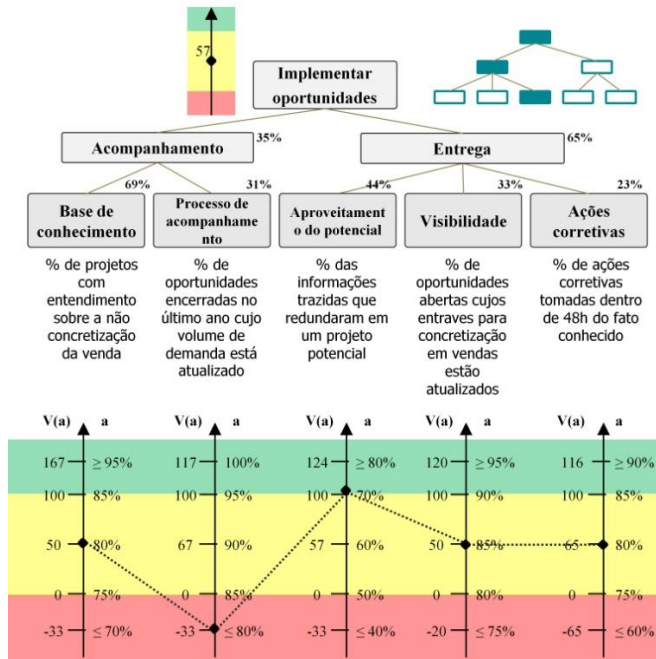 57
Implementar
oportunidades
35%
65%
Acompanhamento
Entrega
69%
31%
44%
33%
23%
Base de
conhecimento
Processo de
acompanhame
nto
Aproveitament
o do potencial
Visibilidade
Ações
corretivas
% de projetos
com
entendimento
sobre a não
concretização
da venda
% de
oportunidades
encerradas no
último ano cujo
volume de
demanda está
atualizado
% das
informações
trazidas que
redundaram em
um projeto
potencial
% de
oportunidades
abertas cujos
entraves para
concretização
em vendas
estão
atualizados
% de ações
corretivas
tomadas dentro
de 48h do fato
conhecido
V(a) a V(a) a V(a) a V(a) a V(a) a
167 ≥ 95% 117 100% 124 ≥ 80% 120 ≥ 95% 116 ≥ 90%
100 85% 100 95% 100 70% 100 90% 100 85%
50 80% 67 90% 57 60% 50 85% 65 80%
0 75% 0 85% 0 50% 0 80% 0 75%
-33 ≤ 70% -33 ≤ 80% -33 ≤ 40% -20 ≤ 75% -65 ≤ 60%